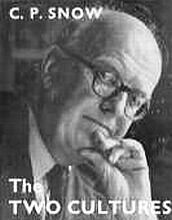 C. P. SNOW
The
TWO CULTURES